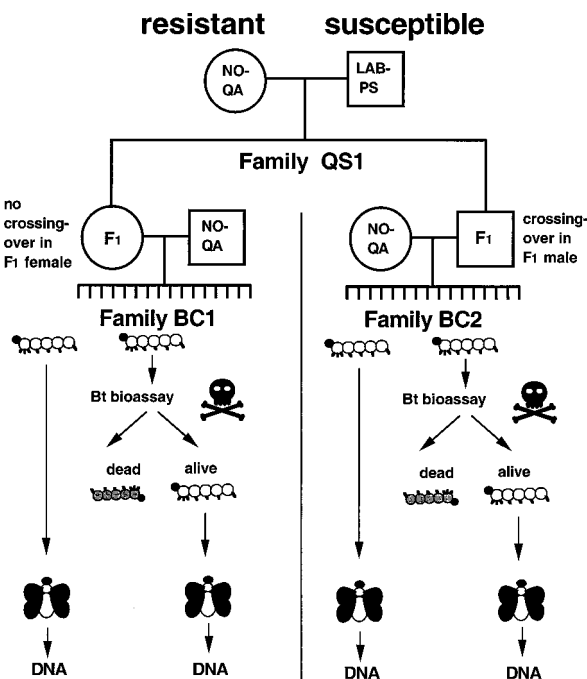 resistant susceptible
NO-
QA
LAB-
PS
Family QS1
no
crossing-
over in
F1 female
F1
NO-
QA
NO-
QA
F1
crossing-
over in
F1 male
Family BC1
Family BC2
Bt bioassay
dead
alive
Bt bioassay
dead
alive
DNA
DNA
DNA
DNA